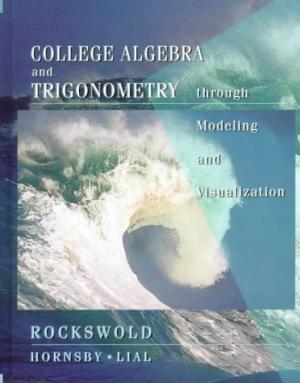 COLLEGE ALGEBRA
and
TRIGONOMETRY through
Modeling
and
Visualization
ROCKSWOLD
HORNSBY • LIAL